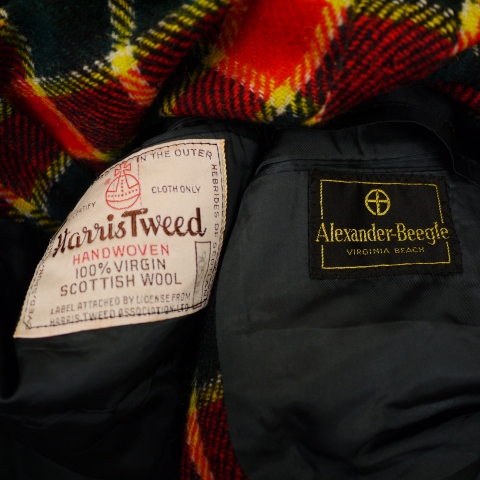 IN THE OUTER
HEBRIDES OF
CLOTH ONLY
Harris Tweed
HANDWOVEN
100% VIRGIN
SCOTTISH WOOL
LABEL ATTACHED BY LICENSE FROM
HARRIS TWEED ASSOCIATION LTD
Alexander-Beegle
VIRGINIA BEACH